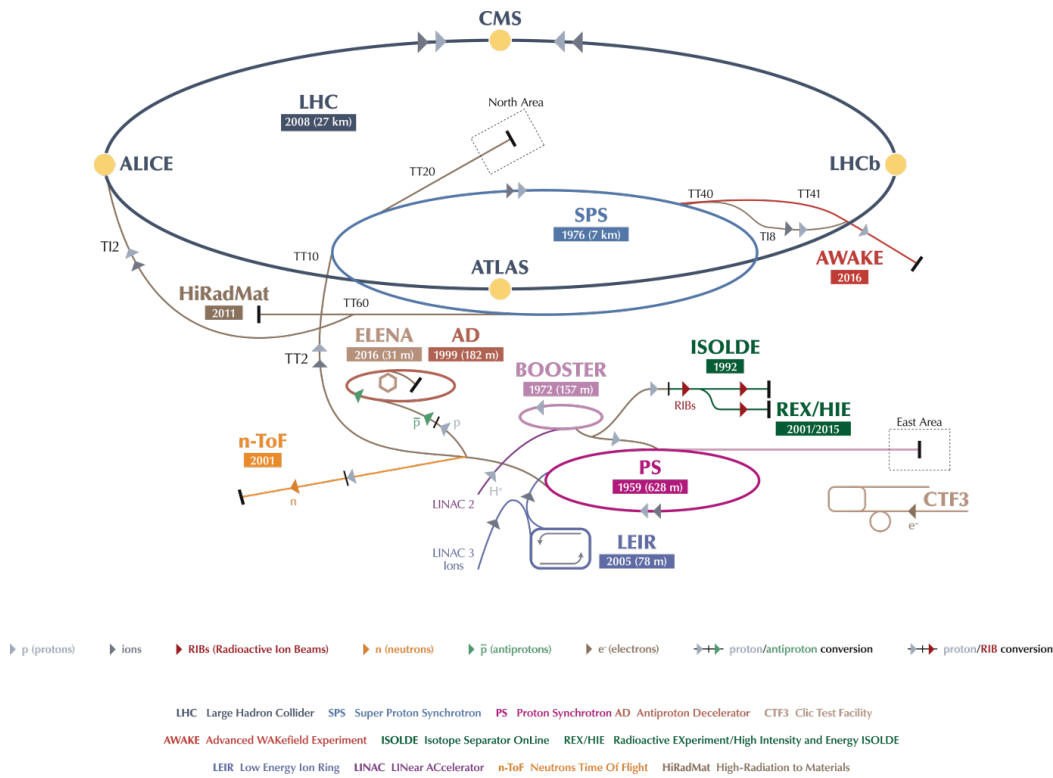 CMS
LHC
2008 (27 km)
North Area
ALICE
LHCb
TT20
TT40
TT41
SPS
1976 (7 km)
TI8
TI2
TT10
ATLAS
AWAKE
2016
HiRadMat
2011
TT60
ELENA
2016 (31 m)
AD
1999 (182 m)
TT2
BOOSTER
1972 (157 m)
ISOLDE
1992
RIBs
REX/HIE
2001/2015
p̅
p
East Area
n-ToF
2001
n
PS
1959 (628 m)
LINAC 2
H⁺
CTF3
e⁻
LINAC 3
Ions
LEIR
2005 (78 m)
p (protons)
ions
RIBs (Radioactive Ion Beams)
n (neutrons)
p̅ (antiprotons)
e⁻ (electrons)
proton/antiproton conversion
proton/RIB conversion
LHC Large Hadron Collider SPS Super Proton Synchrotron PS Proton Synchrotron AD Antiproton Decelerator CTF3 Clic Test Facility
AWAKE Advanced WAKefield Experiment ISOLDE Isotope Separator OnLine REX/HIE Radioactive EXperiment/High Intensity and Energy ISOLDE
LEIR Low Energy Ion Ring LINAC LINear ACcelerator n-ToF Neutrons Time Of Flight HiRadMat High-Radiation to Materials